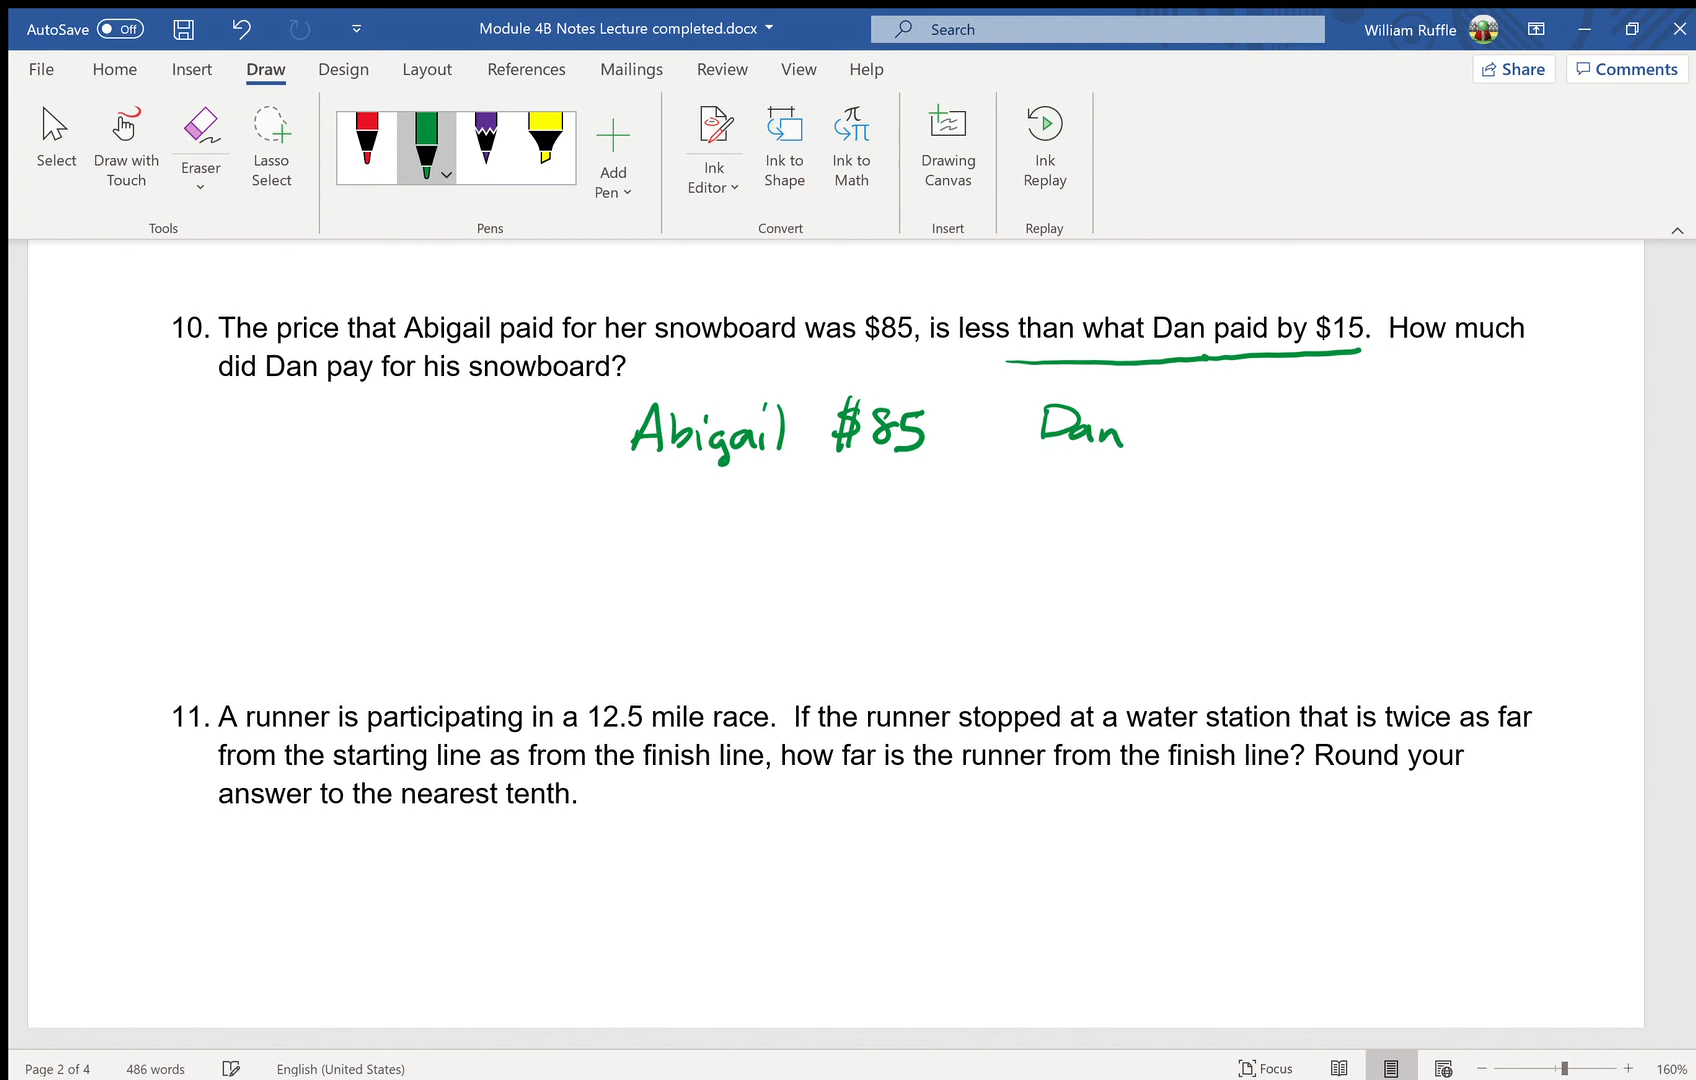 AutoSave Off Module 4B Notes Lecture completed.docx Search William Ruffle
File Home Insert Draw Design Layout References Mailings Review View Help Share Comments
Select Draw with Touch Eraser Lasso Select Add Pen Ink Editor Ink to Shape Ink to Math Drawing Canvas Ink Replay
Tools Pens Convert Insert Replay
10. The price that Abigail paid for her snowboard was $85, is less than what Dan paid by $15. How much
did Dan pay for his snowboard?
Abigail $85 Dan
11. A runner is participating in a 12.5 mile race. If the runner stopped at a water station that is twice as far
from the starting line as from the finish line, how far is the runner from the finish line? Round your
answer to the nearest tenth.
Page 2 of 4 486 words English (United States) Focus 160%